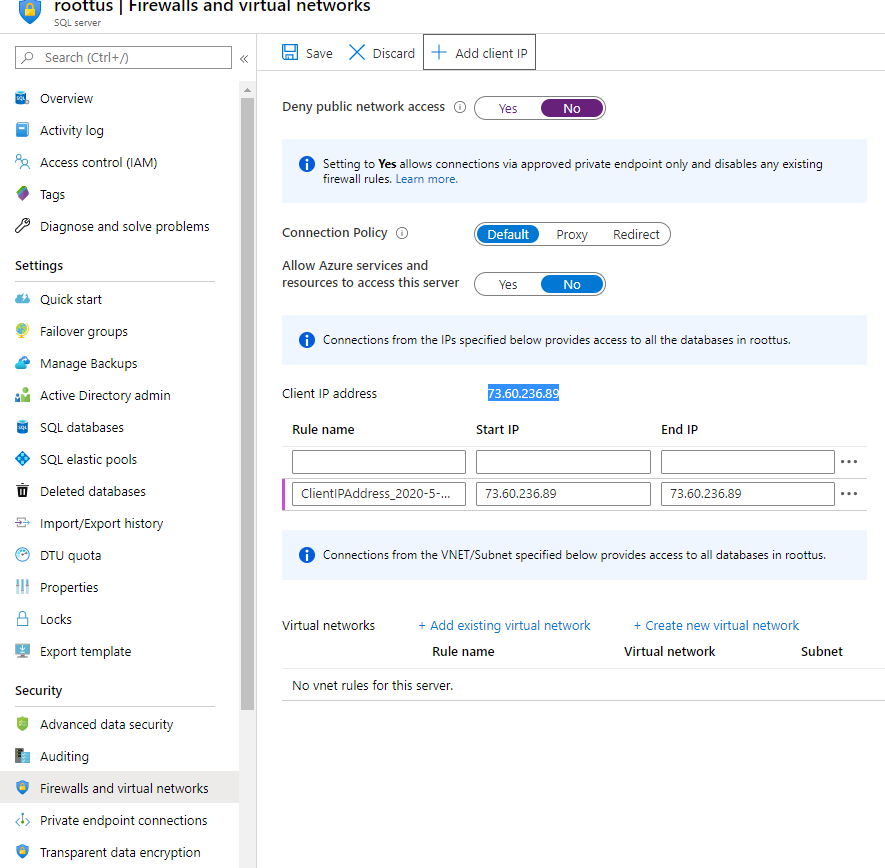 roottus | Firewalls and virtual networks
SQL server
Search (Ctrl+/)
«
Overview
Activity log
Access control (IAM)
Tags
Diagnose and solve problems
Settings
Quick start
Failover groups
Manage Backups
Active Directory admin
SQL databases
SQL elastic pools
Deleted databases
Import/Export history
DTU quota
Properties
Locks
Export template
Security
Advanced data security
Auditing
Firewalls and virtual networks
Private endpoint connections
Transparent data encryption
Save Discard + Add client IP
Deny public network access Yes No
Setting to Yes allows connections via approved private endpoint only and disables any existing
firewall rules. Learn more.
Connection Policy Default Proxy Redirect
Allow Azure services and
resources to access this server Yes No
Connections from the IPs specified below provides access to all the databases in roottus.
Client IP address 73.60.236.89
Rule name Start IP End IP
...
ClientIPAddress_2020-5-... 73.60.236.89 73.60.236.89 ...
Connections from the VNET/Subnet specified below provides access to all databases in roottus.
Virtual networks + Add existing virtual network + Create new virtual network
Rule name Virtual network Subnet
No vnet rules for this server.